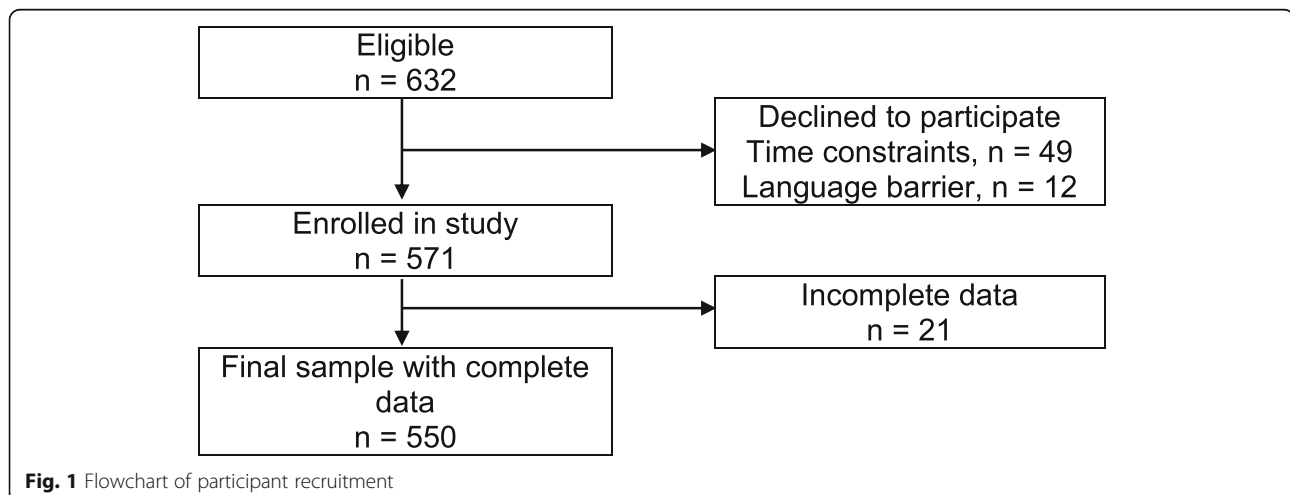 Eligible
n = 632
Declined to participate
Time constraints, n = 49
Language barrier, n = 12
Enrolled in study
n = 571
Incomplete data
n = 21
Final sample with complete
data
n = 550
Fig. 1 Flowchart of participant recruitment